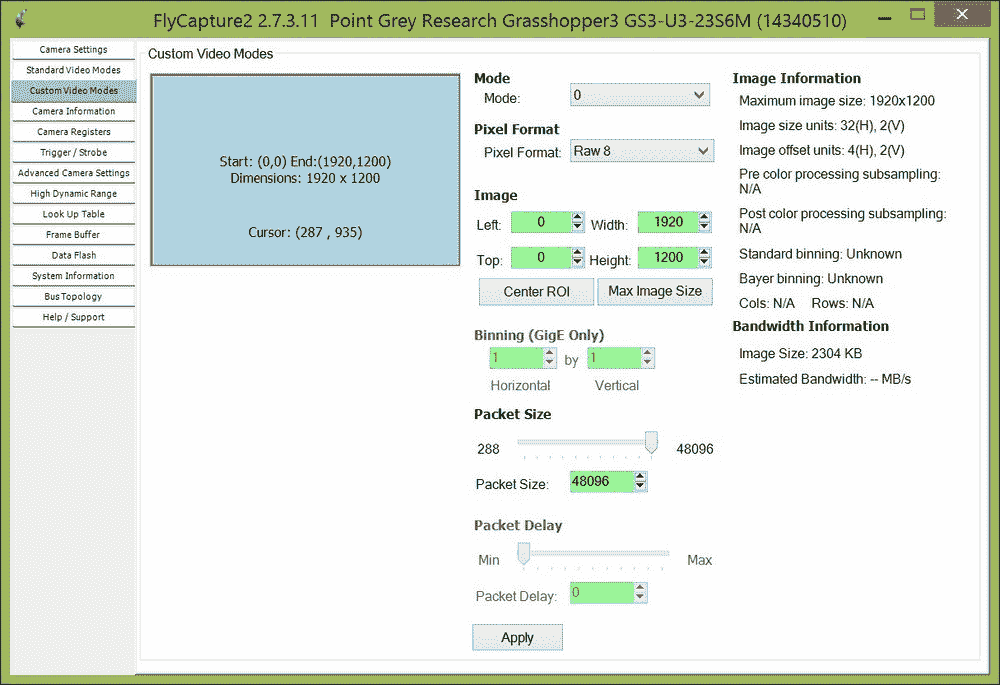 FlyCapture2 2.7.3.11 Point Grey Research Grasshopper3 GS3-U3-23S6M (14340510)
Camera Settings
Standard Video Modes
Custom Video Modes
Camera Information
Camera Registers
Trigger / Strobe
Advanced Camera Settings
High Dynamic Range
Look Up Table
Frame Buffer
Data Flash
System Information
Bus Topology
Help / Support
Custom Video Modes
Start: (0,0) End:(1920,1200)
Dimensions: 1920 x 1200
Cursor: (287 , 935)
Mode
Mode: 0
Pixel Format
Pixel Format: Raw 8
Image
Left: 0 Width: 1920
Top: 0 Height: 1200
Center ROI Max Image Size
Binning (GigE Only)
1 by 1
Horizontal Vertical
Packet Size
288 48096
Packet Size: 48096
Packet Delay
Min Max
Packet Delay: 0
Apply
Image Information
Maximum image size: 1920x1200
Image size units: 32(H), 2(V)
Image offset units: 4(H), 2(V)
Pre color processing subsampling:
N/A
Post color processing subsampling:
N/A
Standard binning: Unknown
Bayer binning: Unknown
Cols: N/A Rows: N/A
Bandwidth Information
Image Size: 2304 KB
Estimated Bandwidth: -- MB/s